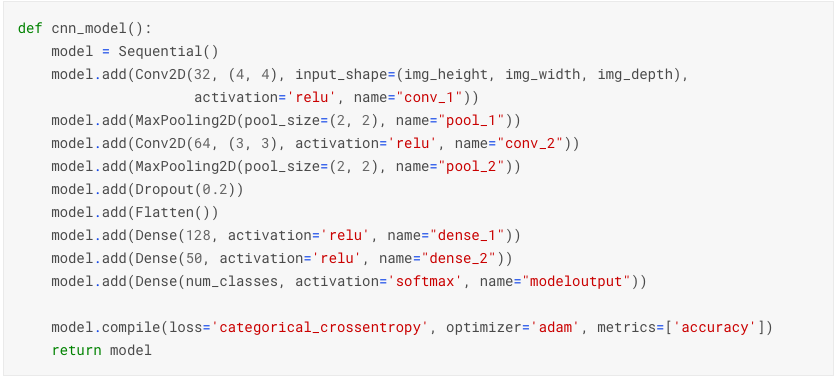 def cnn_model():
    model = Sequential()
    model.add(Conv2D(32, (4, 4), input_shape=(img_height, img_width, img_depth),
                     activation='relu', name="conv_1"))
    model.add(MaxPooling2D(pool_size=(2, 2), name="pool_1"))
    model.add(Conv2D(64, (3, 3), activation='relu', name="conv_2"))
    model.add(MaxPooling2D(pool_size=(2, 2), name="pool_2"))
    model.add(Dropout(0.2))
    model.add(Flatten())
    model.add(Dense(128, activation='relu', name="dense_1"))
    model.add(Dense(50, activation='relu', name="dense_2"))
    model.add(Dense(num_classes, activation='softmax', name="modeloutput"))

    model.compile(loss='categorical_crossentropy', optimizer='adam', metrics=['accuracy'])
    return model